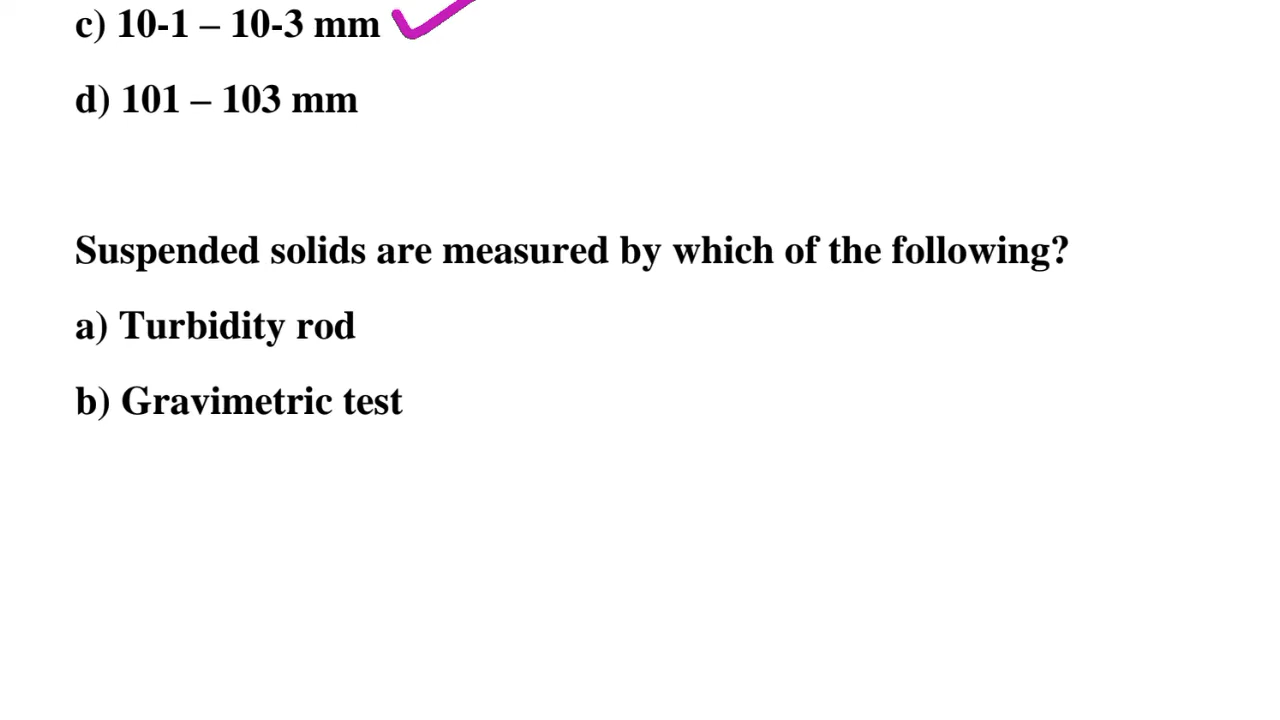 c) 10-1 – 10-3 mm
d) 101 – 103 mm
Suspended solids are measured by which of the following?
a) Turbidity rod
b) Gravimetric test